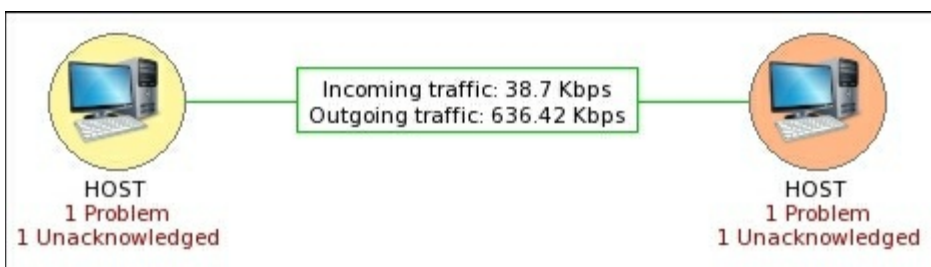 Incoming traffic: 38.7 Kbps
Outgoing traffic: 636.42 Kbps
HOST
1 Problem
1 Unacknowledged
HOST
1 Problem
1 Unacknowledged